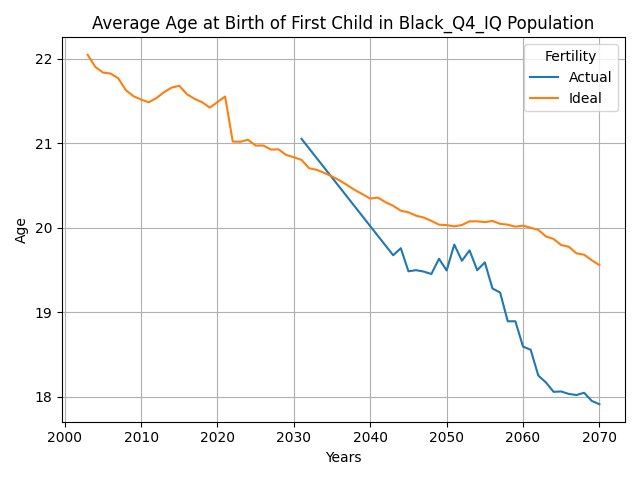 Average Age at Birth of First Child in Black_Q4_IQ Population
Fertility
Actual
Ideal
22
21
20
19
18
Age
2000 2010 2020 2030 2040 2050 2060 2070
Years